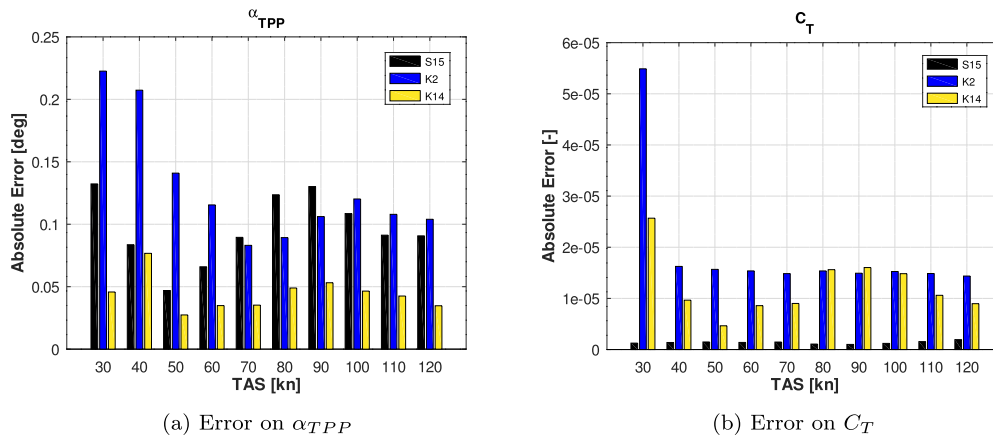 α_TPP
Absolute Error [deg]
0.25
0.2
0.15
0.1
0.05
0
S15
K2
K14
30 40 50 60 70 80 90 100 110 120
TAS [kn]
(a) Error on α_TPP
C_T
Absolute Error [-]
6e-05
5e-05
4e-05
3e-05
2e-05
1e-05
0
S15
K2
K14
30 40 50 60 70 80 90 100 110 120
TAS [kn]
(b) Error on C_T